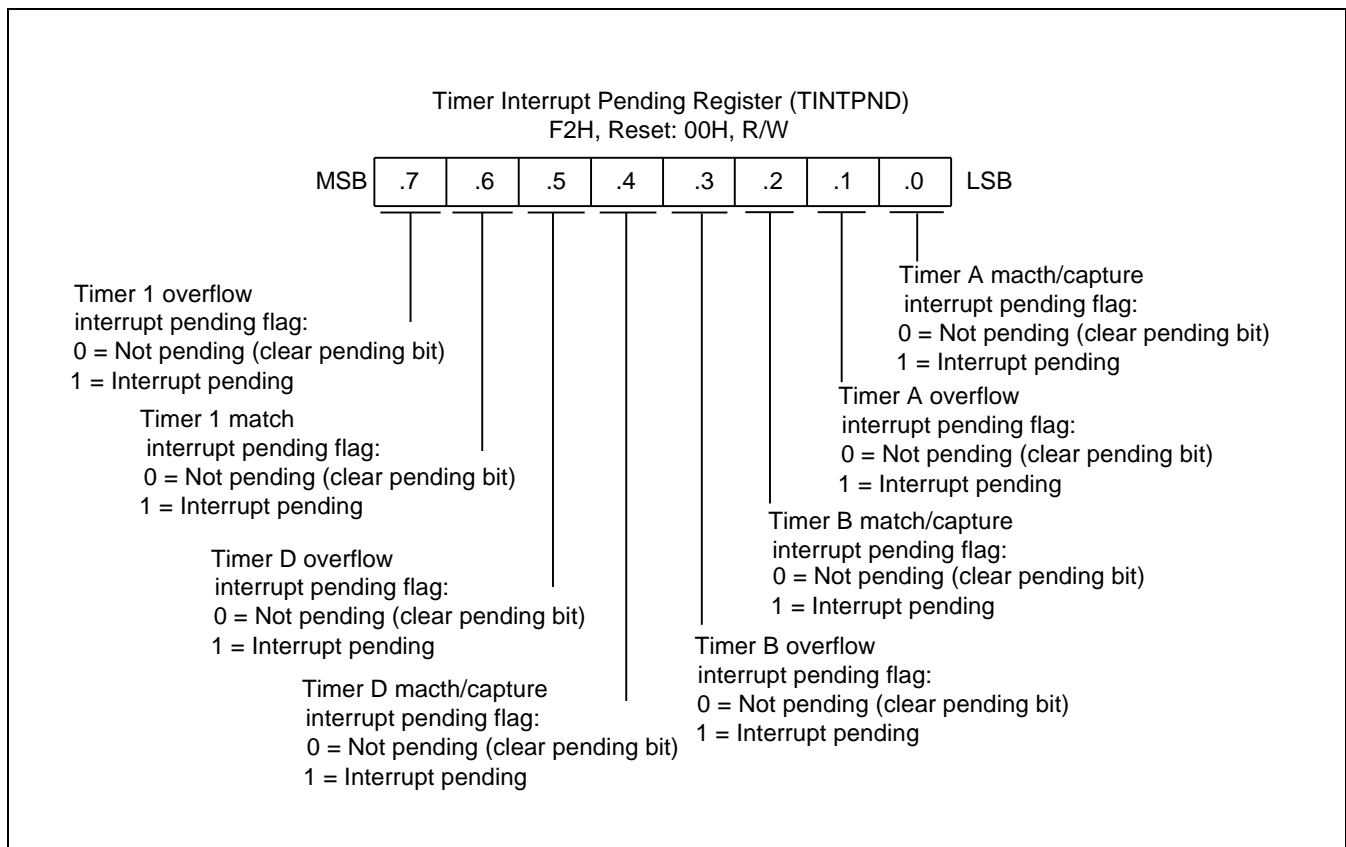 Timer Interrupt Pending Register (TINTPND)
F2H, Reset: 00H, R/W
MSB .7 .6 .5 .4 .3 .2 .1 .0 LSB
Timer 1 overflow
interrupt pending flag:
0 = Not pending (clear pending bit)
1 = Interrupt pending
Timer 1 match
interrupt pending flag:
0 = Not pending (clear pending bit)
1 = Interrupt pending
Timer D overflow
interrupt pending flag:
0 = Not pending (clear pending bit)
1 = Interrupt pending
Timer D macth/capture
interrupt pending flag:
0 = Not pending (clear pending bit)
1 = Interrupt pending
Timer A macth/capture
interrupt pending flag:
0 = Not pending (clear pending bit)
1 = Interrupt pending
Timer A overflow
interrupt pending flag:
0 = Not pending (clear pending bit)
1 = Interrupt pending
Timer B match/capture
interrupt pending flag:
0 = Not pending (clear pending bit)
1 = Interrupt pending
Timer B overflow
interrupt pending flag:
0 = Not pending (clear pending bit)
1 = Interrupt pending